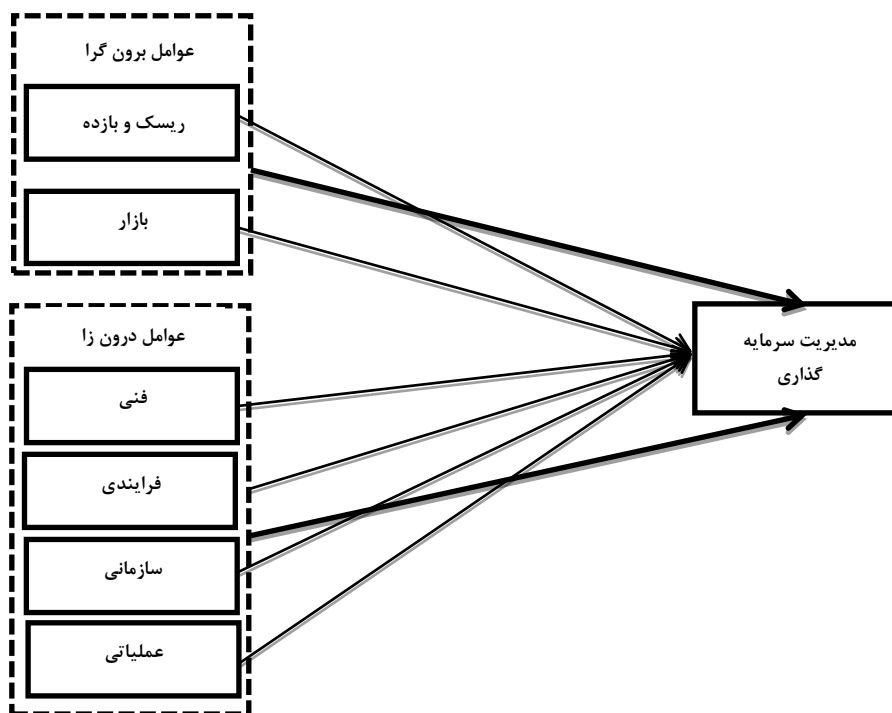 عوامل برون گرا
ریسک و بازده
بازار
عوامل درون زا
فنی
فرایندی
سازمانی
عملیاتی
مدیریت سرمایه
گذاری